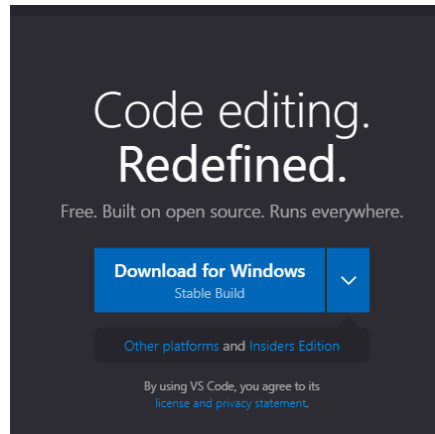 Code editing.
Redefined.
Free. Built on open source. Runs everywhere.
Download for Windows
Stable Build
Other platforms and Insiders Edition
By using VS Code, you agree to its
license and privacy statement.